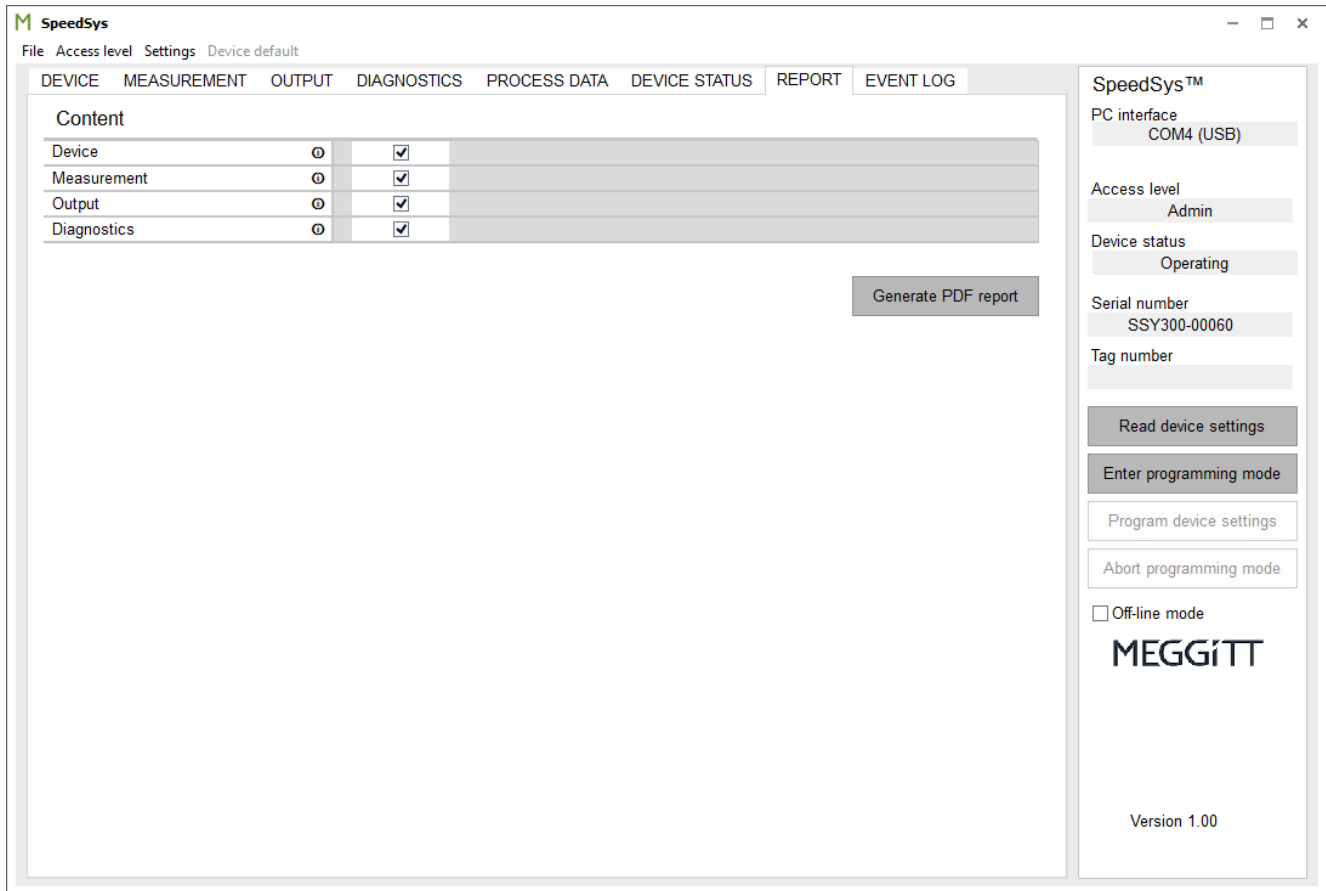 SpeedSys
File Access level Settings Device default
DEVICE MEASUREMENT OUTPUT DIAGNOSTICS PROCESS DATA DEVICE STATUS REPORT EVENT LOG
Content
Device
Measurement
Output
Diagnostics
Generate PDF report
SpeedSys™
PC interface
COM4 (USB)
Access level
Admin
Device status
Operating
Serial number
SSY300-00060
Tag number
Read device settings
Enter programming mode
Program device settings
Abort programming mode
Off-line mode
MEGGiTT
Version 1.00